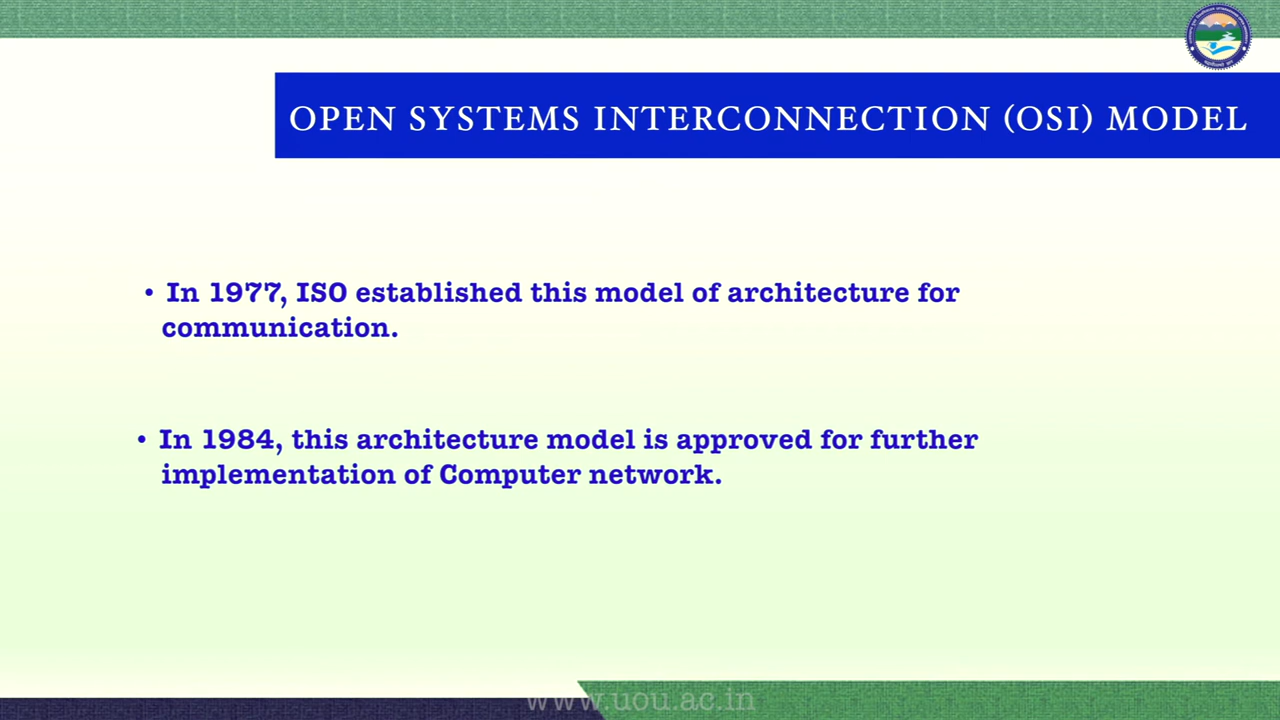 OPEN SYSTEMS INTERCONNECTION (OSI) MODEL
• In 1977, ISO established this model of architecture for
communication.
• In 1984, this architecture model is approved for further
implementation of Computer network.
www.uou.ac.in